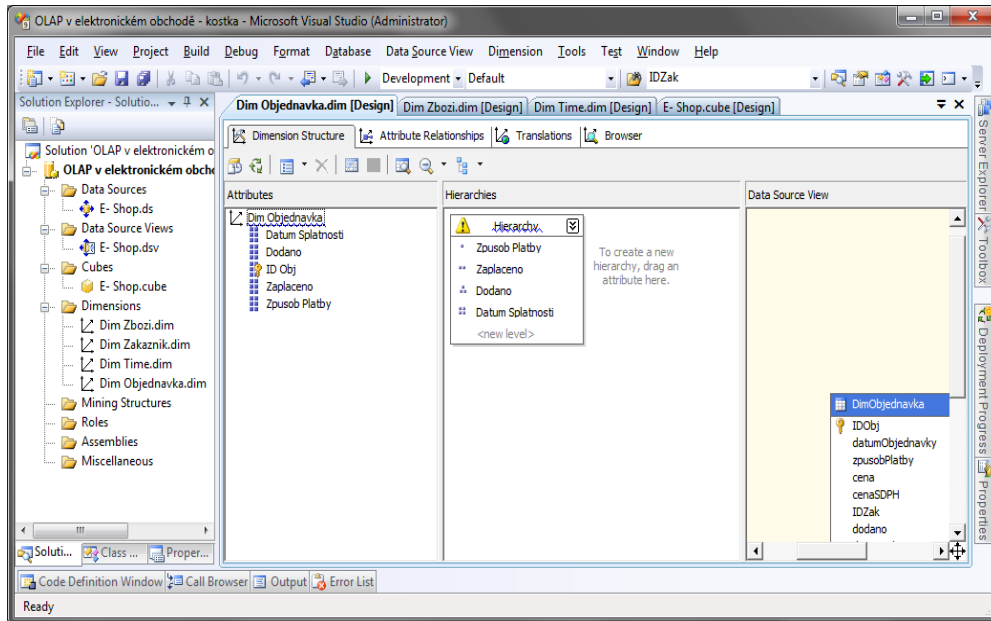 OLAP v elektronickém obchodě - kostka - Microsoft Visual Studio (Administrator)
File Edit View Project Build Debug Format Database Data Source View Dimension Tools Test Window Help
Development Default IDZak
Solution Explorer - Solutio...
Solution 'OLAP v elektronickém o
OLAP v elektronickém obcho
Data Sources
E- Shop.ds
Data Source Views
E- Shop.dsv
Cubes
E- Shop.cube
Dimensions
Dim Zbozi.dim
Dim Zakaznik.dim
Dim Time.dim
Dim Objednavka.dim
Mining Structures
Roles
Assemblies
Miscellaneous
Soluti... Class ... Proper...
Dim Objednavka.dim [Design] Dim Zbozi.dim [Design] Dim Time.dim [Design] E- Shop.cube [Design]
Dimension Structure Attribute Relationships Translations Browser
Attributes
Dim Objednavka
Datum Splatnosti
Dodano
ID Obj
Zaplaceno
Zpusob Platby
Hierarchies
Hierarchy
Zpusob Platby
Zaplaceno
Dodano
Datum Splatnosti
<new level>
To create a new
hierarchy, drag an
attribute here.
Data Source View
DimObjednavka
IDObj
datumObjednavky
zpusobPlatby
cena
cenaSDPH
IDZak
dodano
Server Explorer
Toolbox
Deployment Progress
Properties
Code Definition Window Call Browser Output Error List
Ready